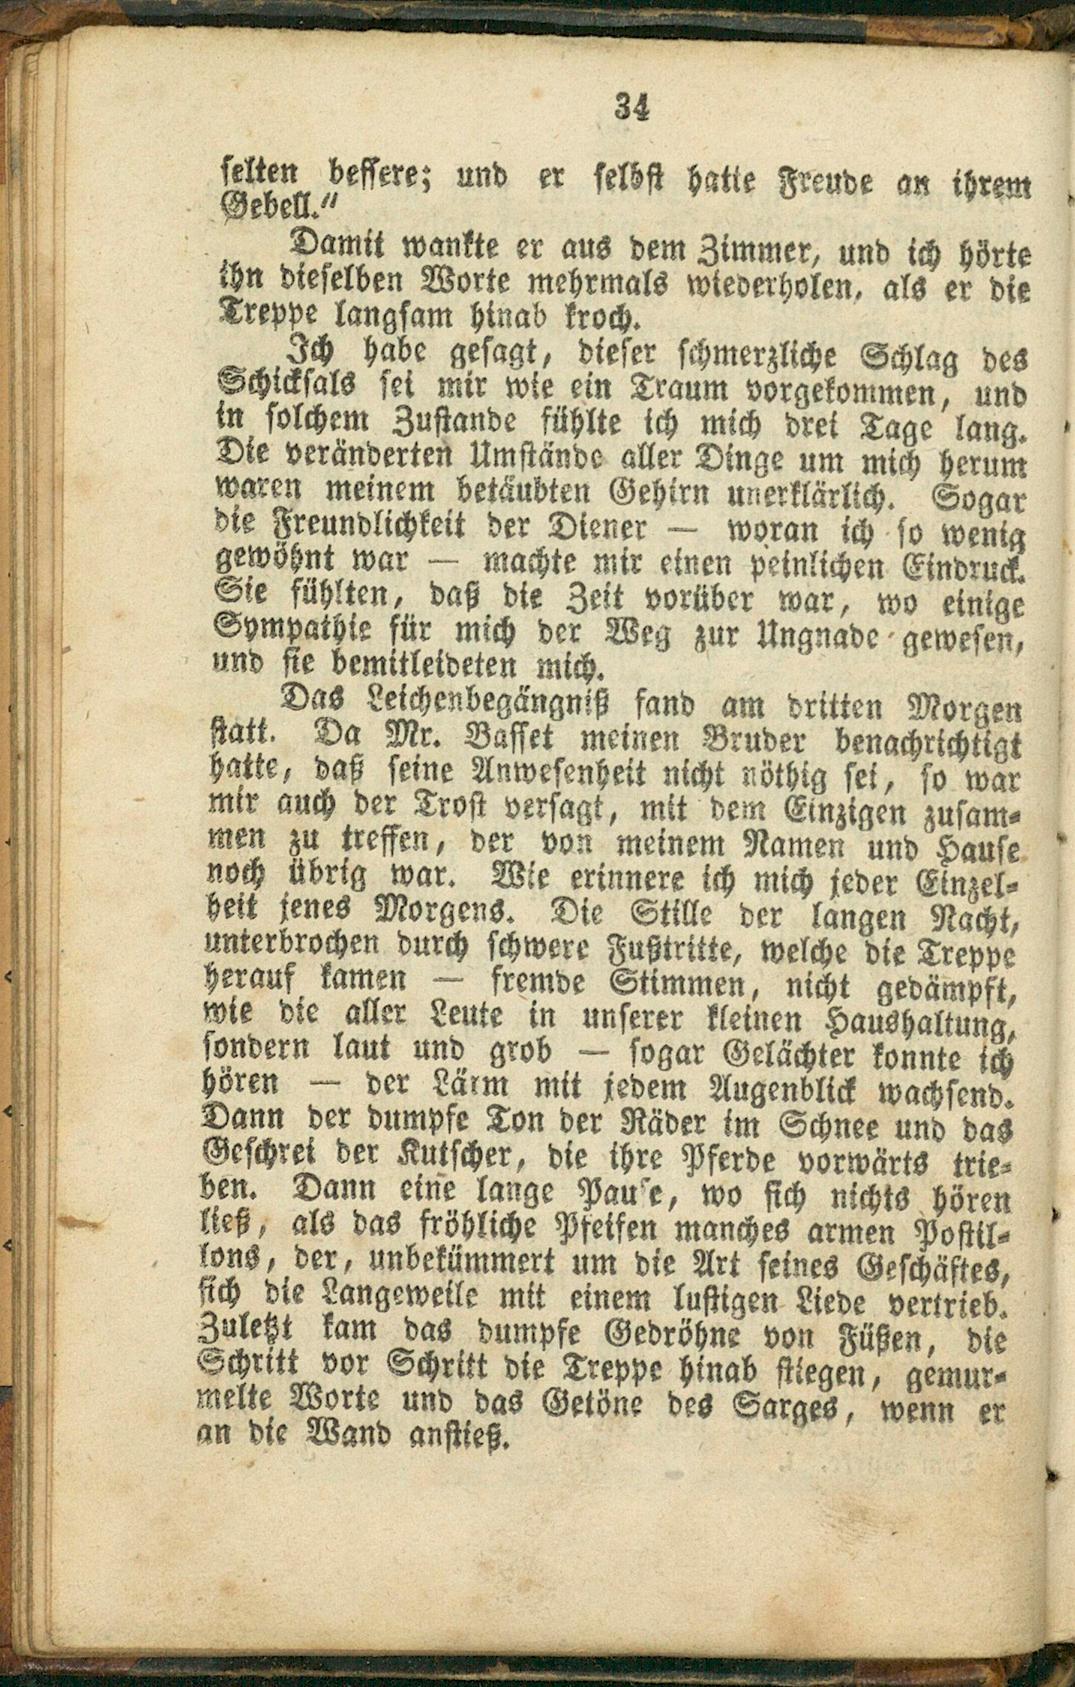 34
selten bessere; und er selbst hatte Freude an ihrem
Gebell.“
Damit wankte er aus dem Zimmer, und ich hörte
ihn dieselben Worte mehrmals wiederholen, als er die
Treppe langsam hinab kroch.
Ich habe gesagt, dieser schmerzliche Schlag des
Schicksals sei mir wie ein Traum vorgekommen, und
in solchem Zustande fühlte ich mich drei Tage lang.
Die veränderten Umstände aller Dinge um mich herum
waren meinem betäubten Gehirn unerklärlich. Sogar
die Freundlichkeit der Diener — woran ich so wenig
gewöhnt war — machte mir einen peinlichen Eindruck.
Sie fühlten, daß die Zeit vorüber war, wo einige
Sympathie für mich der Weg zur Ungnade gewesen,
und sie bemitleideten mich.
Das Leichenbegängniß fand am dritten Morgen
statt. Da Mr. Basset meinen Bruder benachrichtigt
hatte, daß seine Anwesenheit nicht nöthig sei, so war
mir auch der Trost versagt, mit dem Einzigen zusam-
men zu treffen, der von meinem Namen und Hause
noch übrig war. Wie erinnere ich mich jeder Einzel-
heit jenes Morgens. Die Stille der langen Nacht,
unterbrochen durch schwere Fußtritte, welche die Treppe
herauf kamen — fremde Stimmen, nicht gedämpft,
wie die aller Leute in unserer kleinen Haushaltung,
sondern laut und grob — sogar Gelächter konnte ich
hören — der Lärm mit jedem Augenblick wachsend.
Dann der dumpfe Ton der Räder im Schnee und das
Geschrei der Kutscher, die ihre Pferde vorwärts trie-
ben. Dann eine lange Pause, wo sich nichts hören
ließ, als das fröhliche Pfeifen manches armen Postil-
lons, der, unbekümmert um die Art seines Geschäftes,
sich die Langeweile mit einem lustigen Liede vertrieb.
Zuletzt kam das dumpfe Gedröhne von Füßen, die
Schritt vor Schritt die Treppe hinab stiegen, gemur-
melte Worte und das Getöne des Sarges, wenn er
an die Wand anstieß.